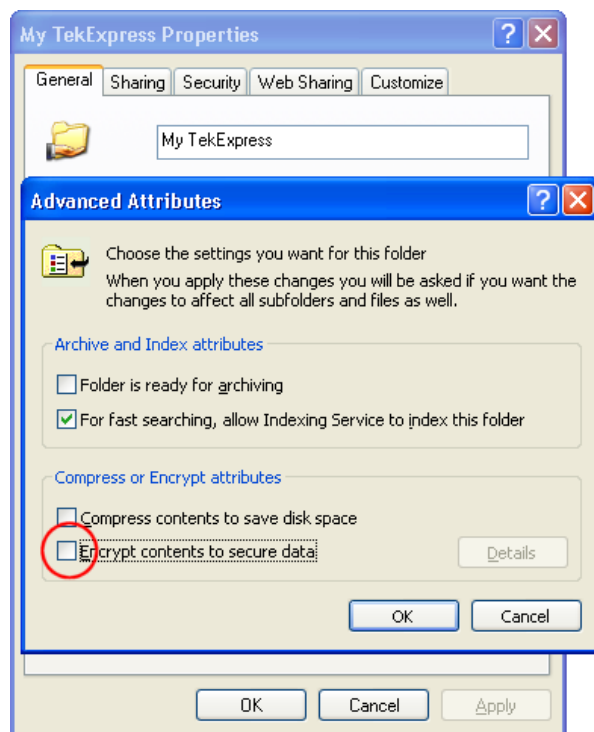 My TekExpress Properties
General Sharing Security Web Sharing Customize
My TekExpress
Advanced Attributes
Choose the settings you want for this folder
When you apply these changes you will be asked if you want the
changes to affect all subfolders and files as well.
Archive and Index attributes
Folder is ready for archiving
For fast searching, allow Indexing Service to index this folder
Compress or Encrypt attributes
Compress contents to save disk space
Encrypt contents to secure data
Details
OK Cancel
OK Cancel Apply